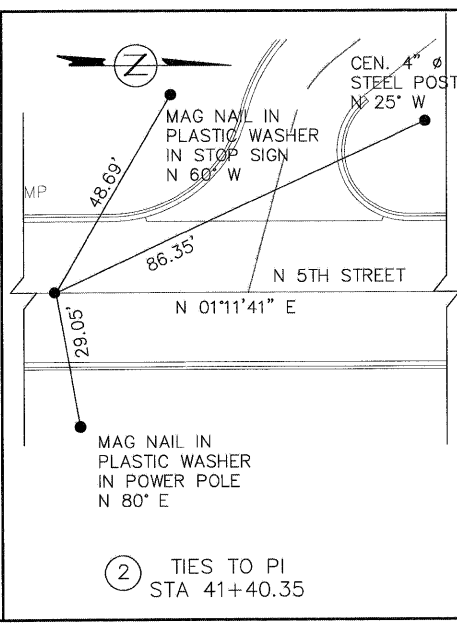 N
CEN. 4" ø
STEEL POST
N 25° W
MAG NAIL IN
PLASTIC WASHER
IN STOP SIGN
N 60° W
48.69'
MP
86.35'
N 5TH STREET
N 01°11'41" E
29.05'
MAG NAIL IN
PLASTIC WASHER
IN POWER POLE
N 80° E
2 TIES TO PI
STA 41+40.35